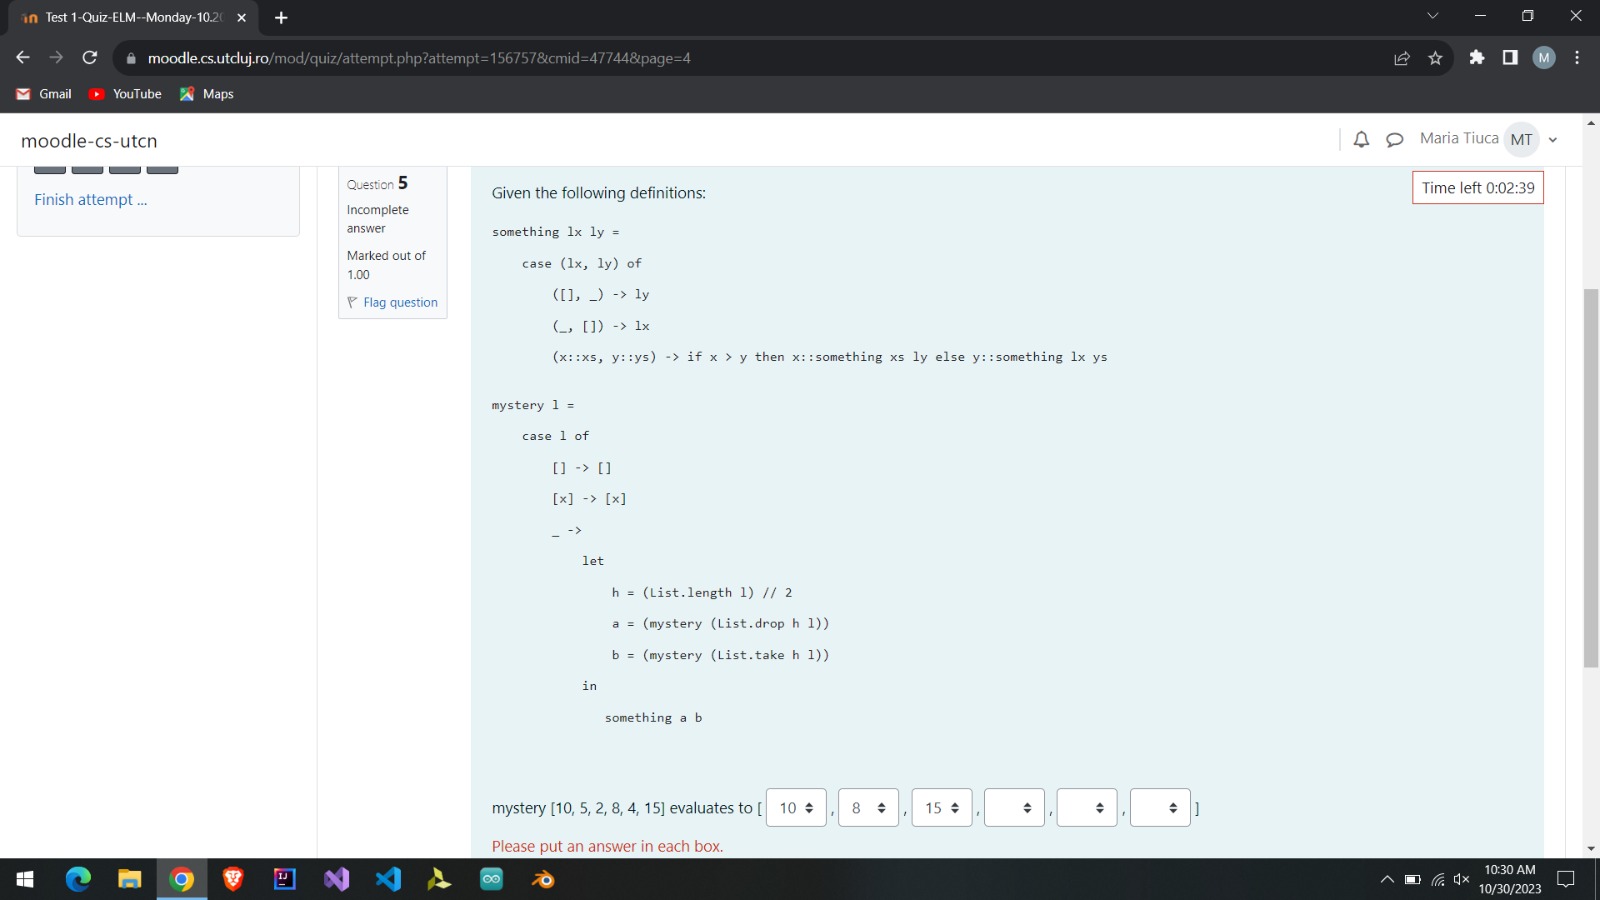 Test 1-Quiz-ELM--Monday-10.20
moodle.cs.utcluj.ro/mod/quiz/attempt.php?attempt=156757&cmid=47744&page=4
M
Gmail
YouTube
Maps
moodle-cs-utcn
Maria Tiuca
MT
Finish attempt ...
Question 5
Incomplete
answer
Marked out of
1.00
Flag question
Time left 0:02:39
Given the following definitions:
something lx ly =
case (lx, ly) of
([], _) -> ly
(_, []) -> lx
(x::xs, y::ys) -> if x > y then x::something xs ly else y::something lx ys
mystery l =
case l of
[] -> []
[x] -> [x]
_ ->
let
h = (List.length l) // 2
a = (mystery (List.drop h l))
b = (mystery (List.take h l))
in
something a b
mystery [10, 5, 2, 8, 4, 15] evaluates to [ 10 , 8 , 15 , , , ]
Please put an answer in each box.
10:30 AM
10/30/2023